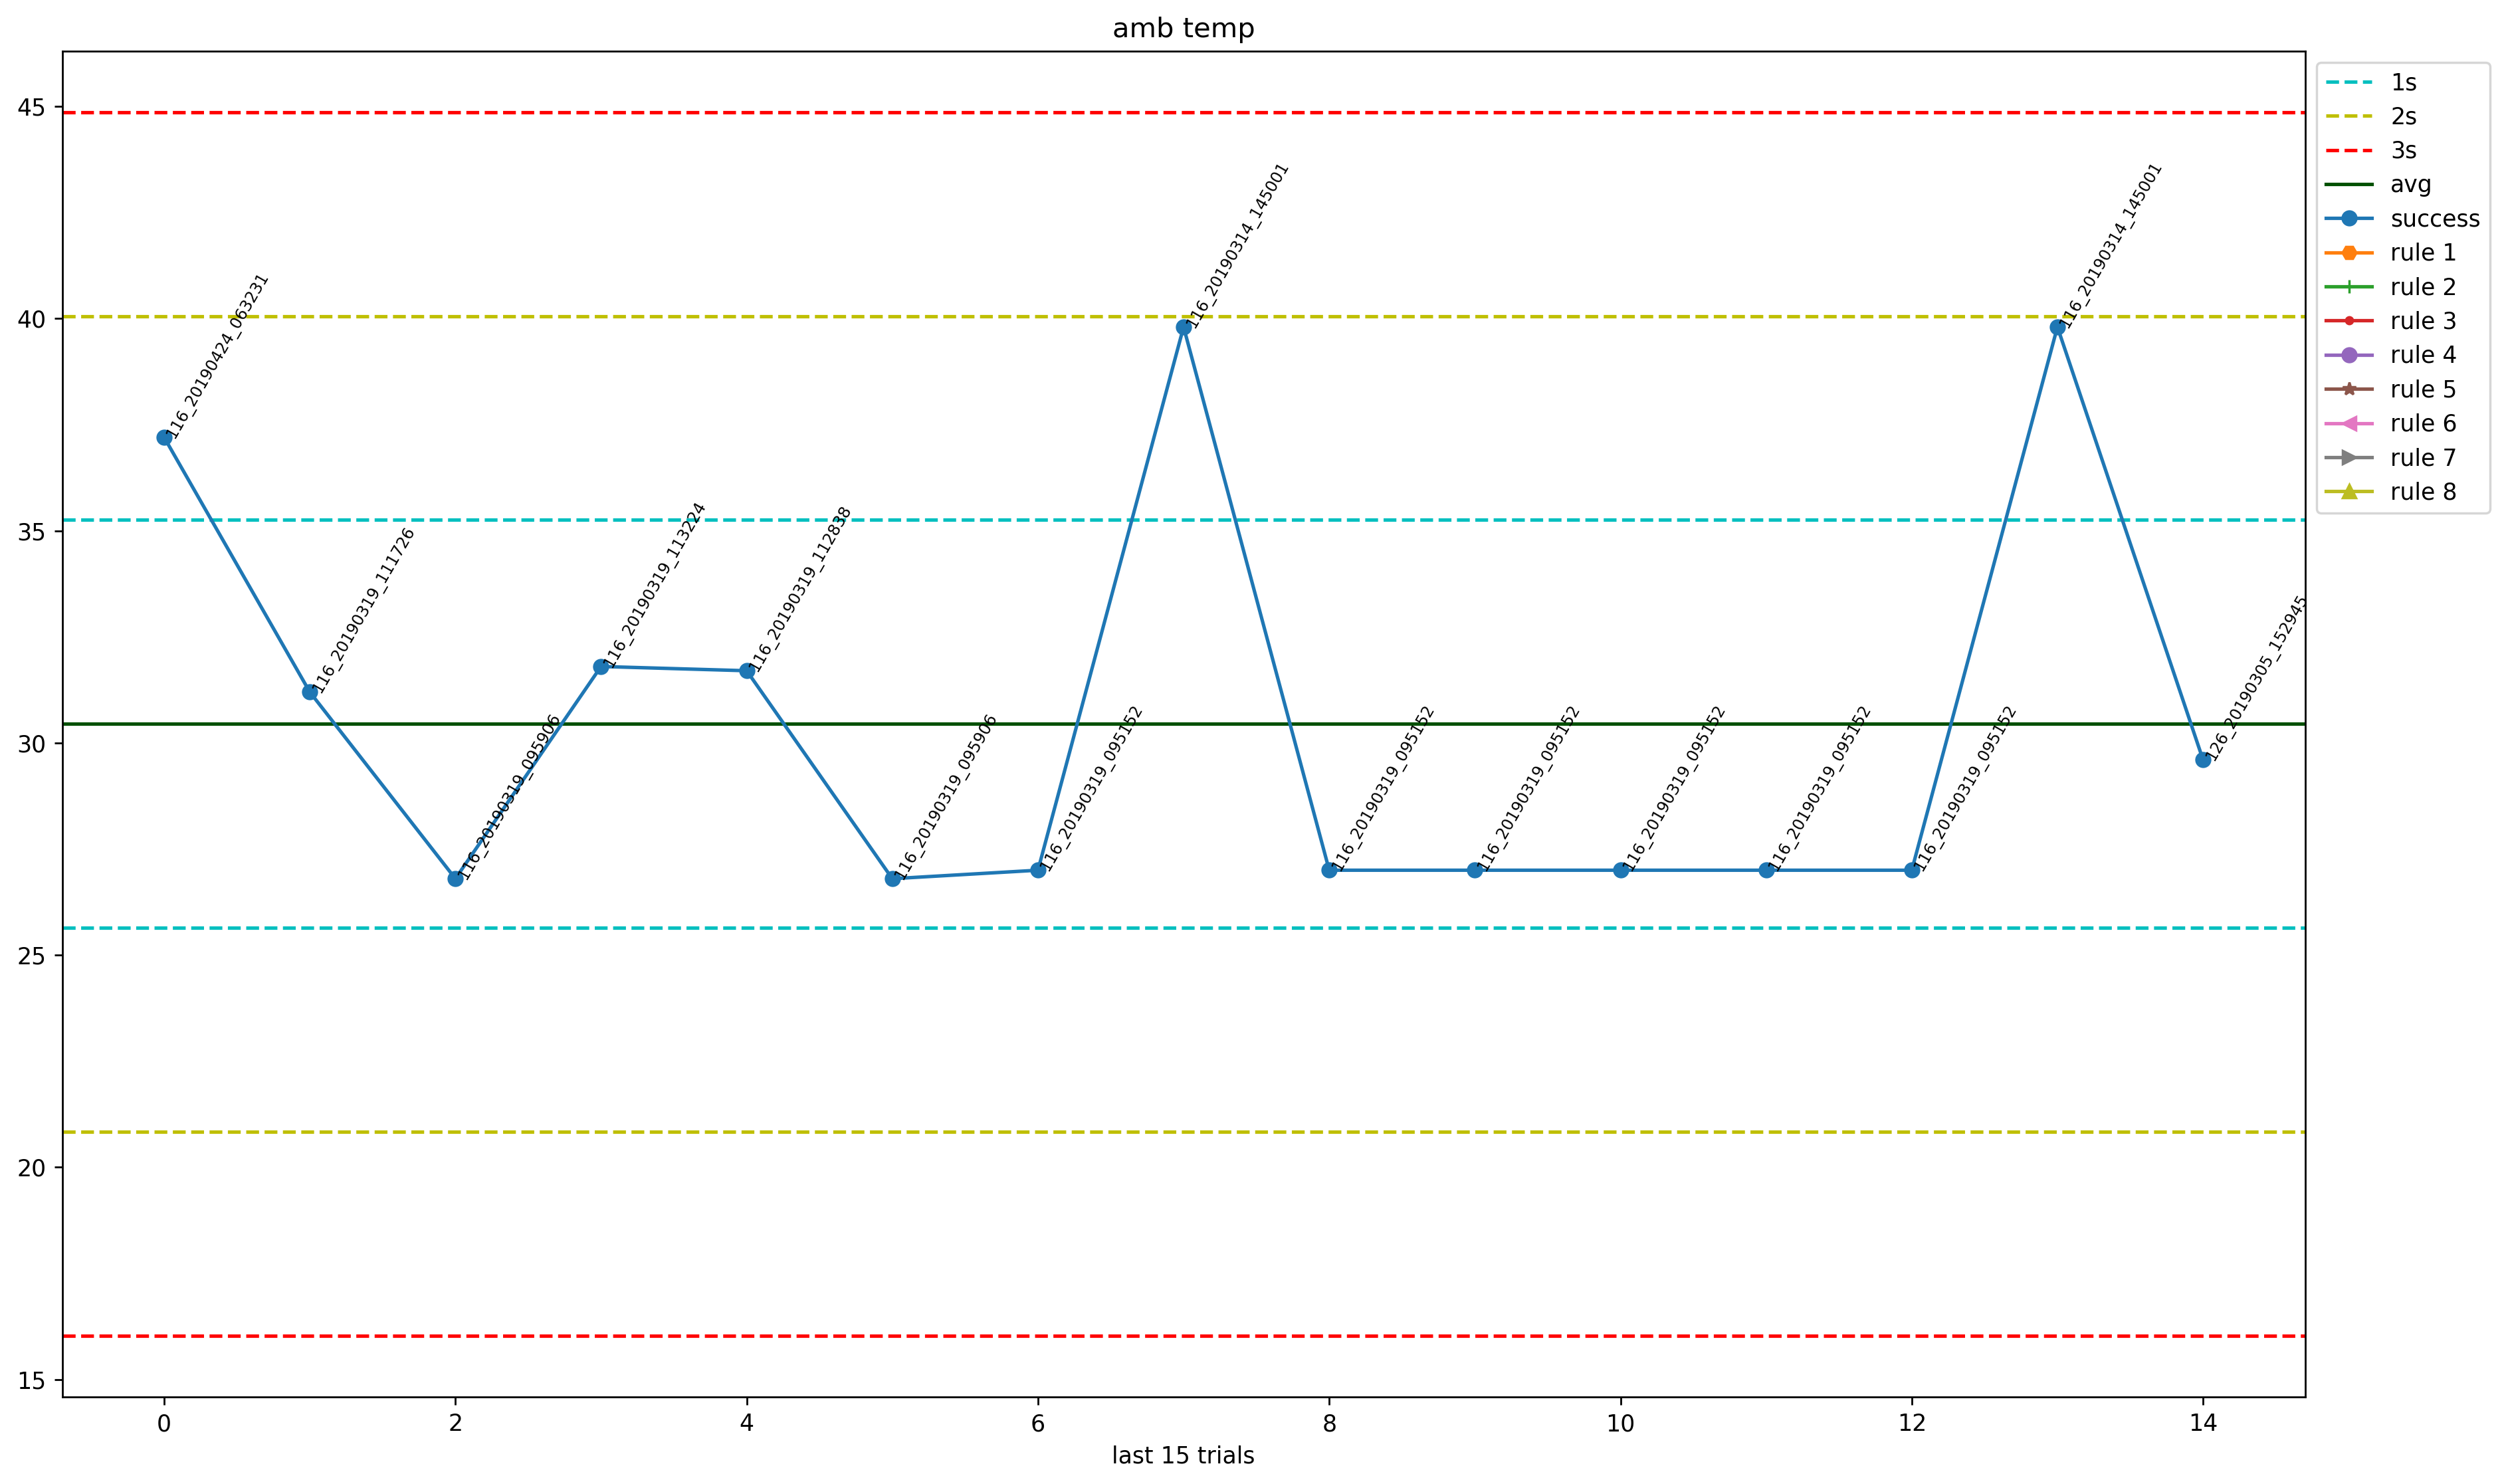 amb temp
45
40
35
30
25
20
15
116_20190424_063231
116_20190319_111726
116_20190319_095906
116_20190319_113224
116_20190319_112838
116_20190319_095906
116_20190319_095152
116_20190314_145001
116_20190319_095152
116_20190319_095152
116_20190319_095152
116_20190319_095152
116_20190319_095152
116_20190314_145001
126_20190305_152945
0 2 4 6 8 10 12 14
last 15 trials
1s
2s
3s
avg
success
rule 1
rule 2
rule 3
rule 4
rule 5
rule 6
rule 7
rule 8